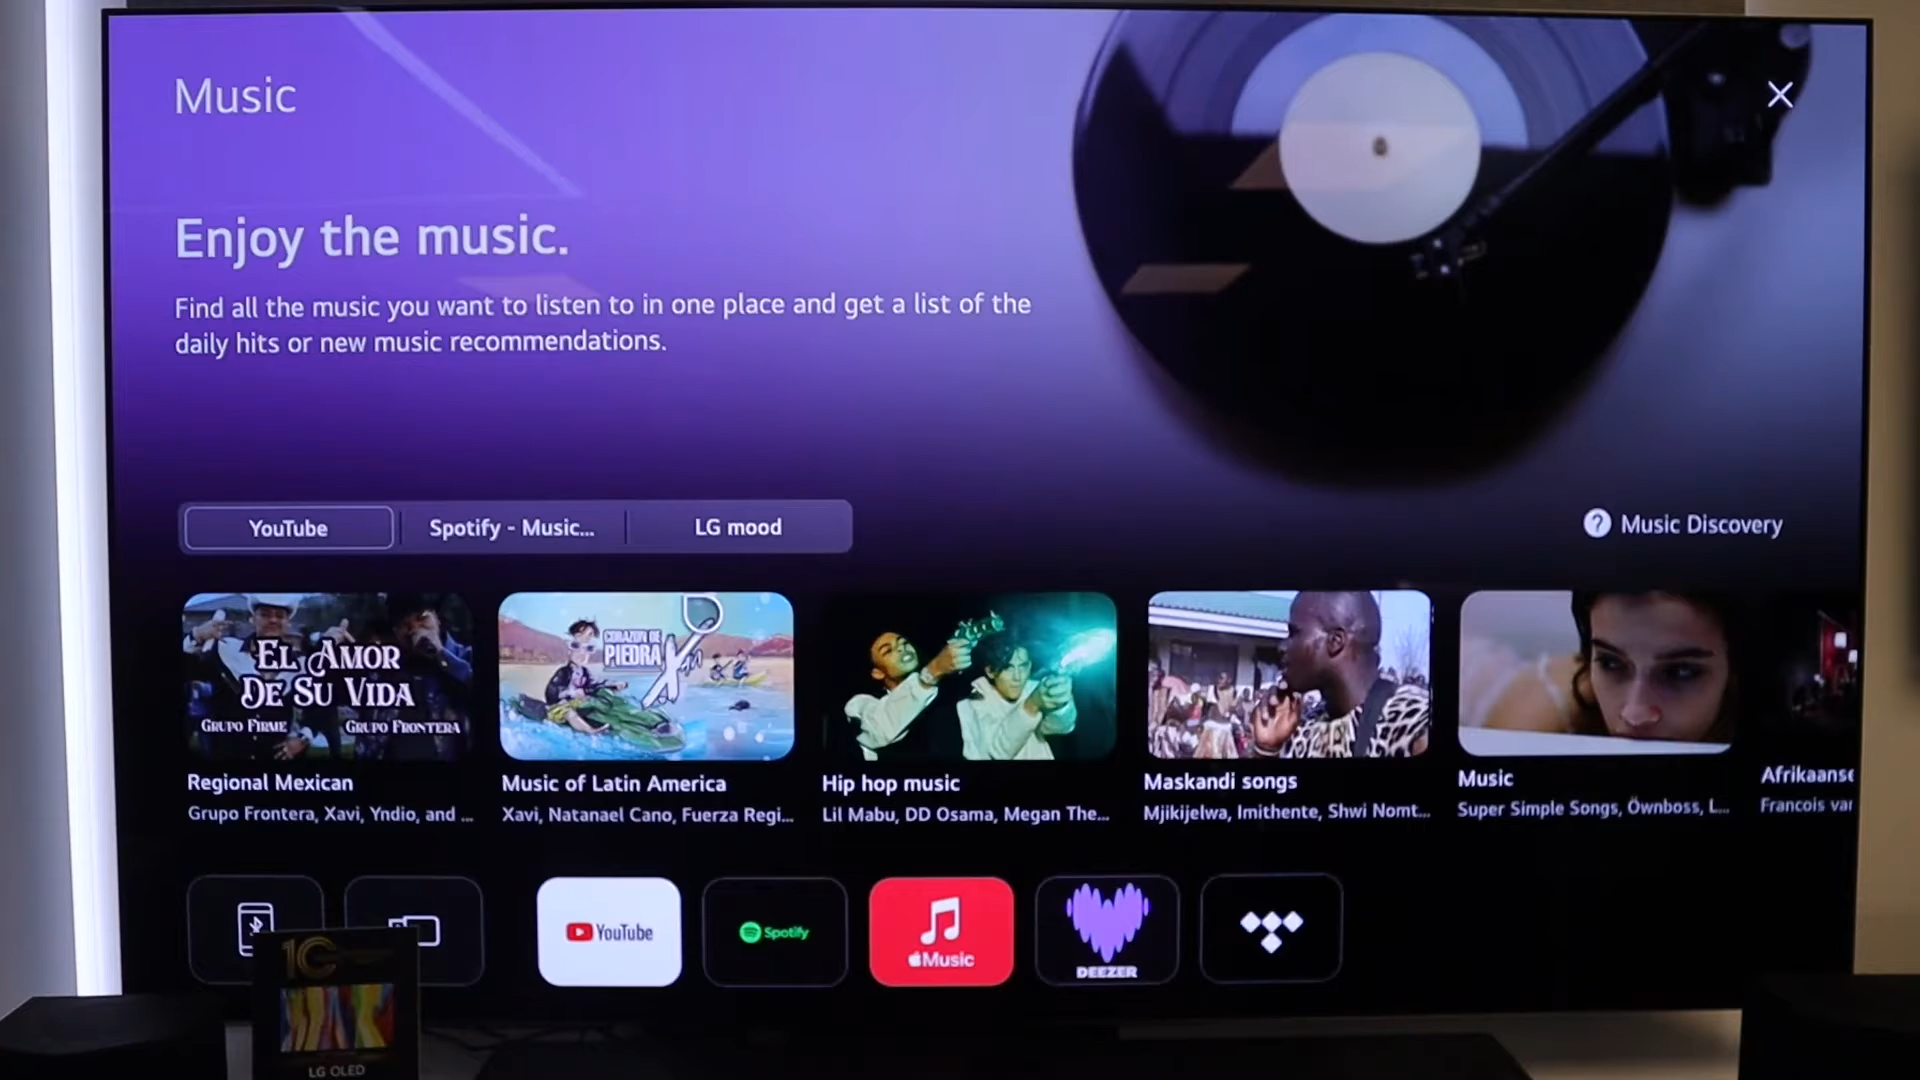 Music
Enjoy the music.
Find all the music you want to listen to in one place and get a list of the
daily hits or new music recommendations.
YouTube
Spotify - Music...
LG mood
? Music Discovery
EL AMOR
DE SU VIDA
GRUPO FIRME
GRUPO FRONTERA
CORAZON DE
PIEDRA
Regional Mexican
Grupo Frontera, Xavi, Yndio, and ...
Music of Latin America
Xavi, Natanael Cano, Fuerza Regi...
Hip hop music
Lil Mabu, DD Osama, Megan The...
Maskandi songs
Mjikijelwa, Imithente, Shwi Nomt...
Music
Super Simple Songs, Öwnboss, L...
Afrikaans
Francois va
YouTube
Spotify
Music
DEEZER
10
LG OLED